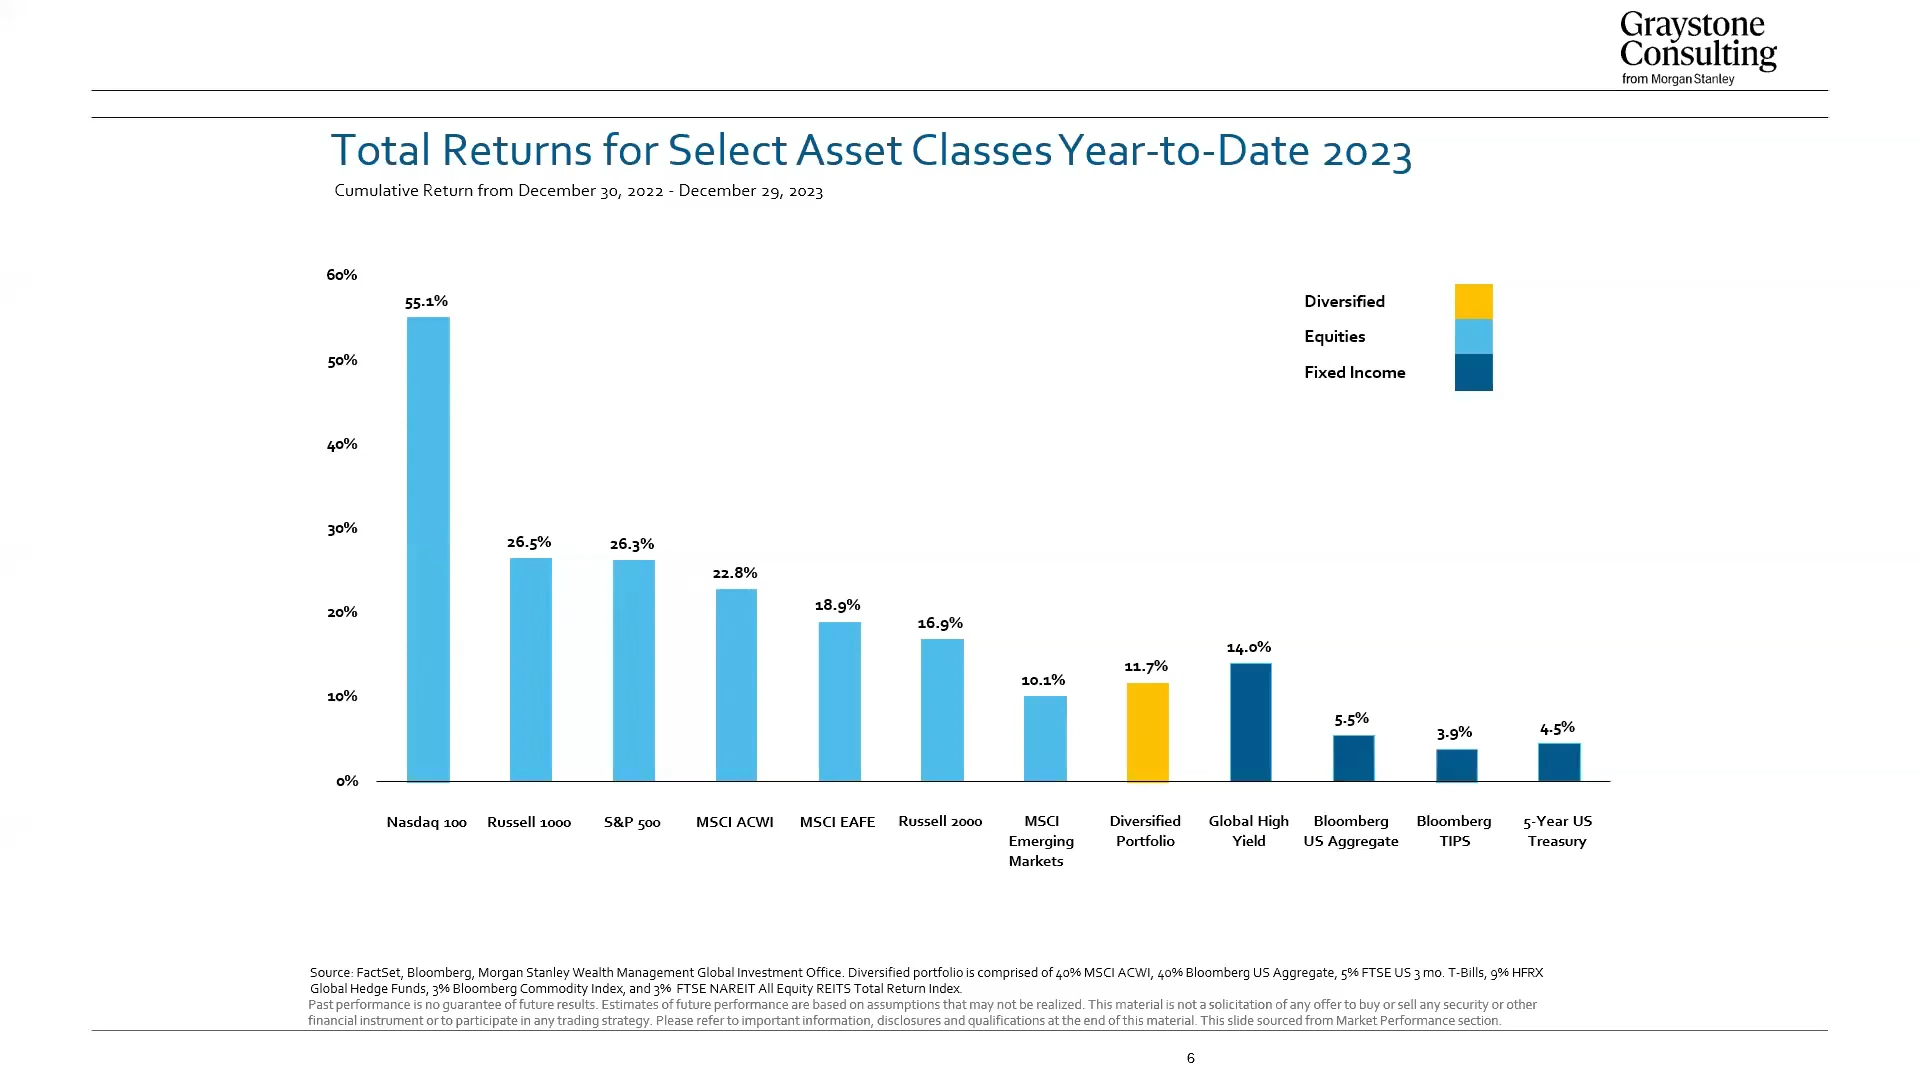 Graystone
Consulting
from Morgan Stanley
Total Returns for Select Asset Classes Year-to-Date 2023
Cumulative Return from December 30, 2022 - December 29, 2023
60%
50%
40%
30%
20%
10%
0%
55.1%
26.5%
26.3%
22.8%
18.9%
16.9%
10.1%
11.7%
14.0%
5.5%
3.9%
4.5%
Diversified
Equities
Fixed Income
Nasdaq 100
Russell 1000
S&P 500
MSCI ACWI
MSCI EAFE
Russell 2000
MSCI
Emerging
Markets
Diversified
Portfolio
Global High
Yield
Bloomberg
US Aggregate
Bloomberg
TIPS
5-Year US
Treasury
Source: FactSet, Bloomberg, Morgan Stanley Wealth Management Global Investment Office. Diversified portfolio is comprised of 40% MSCI ACWI, 40% Bloomberg US Aggregate, 5% FTSE US 3 mo. T-Bills, 9% HFRX
Global Hedge Funds, 3% Bloomberg Commodity Index, and 3% FTSE NAREIT All Equity REITS Total Return Index.
Past performance is no guarantee of future results. Estimates of future performance are based on assumptions that may not be realized. This material is not a solicitation of any offer to buy or sell any security or other
financial instrument or to participate in any trading strategy. Please refer to important information, disclosures and qualifications at the end of this material. This slide sourced from Market Performance section.
6